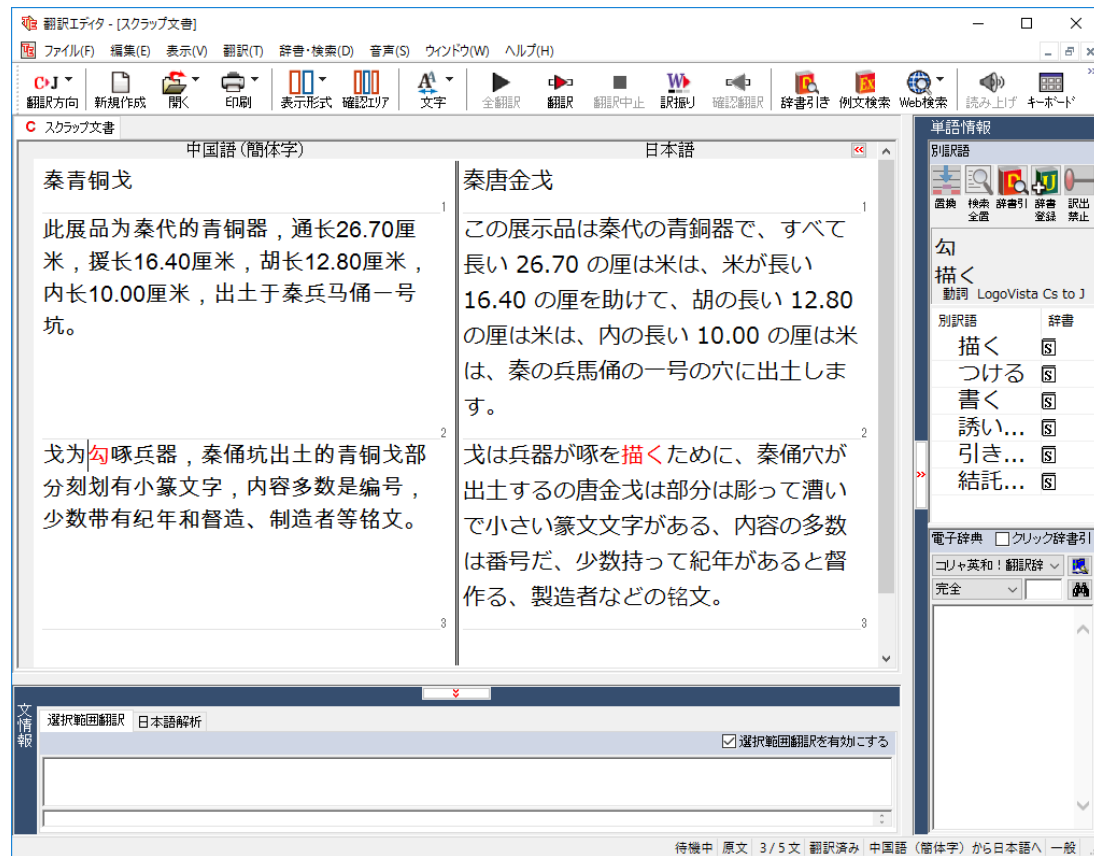 翻訳エディタ - [スクラップ文書]
ファイル(F) 編集(E) 表示(V) 翻訳(T) 辞書・検索(D) 音声(S) ウィンドウ(W) ヘルプ(H)
C›J
翻訳方向 新規作成 開く 印刷 表示形式 確認エリア 文字 全翻訳 翻訳 翻訳中止 訳振り 確認翻訳 辞書引き 例文検索 Web検索 読み上げ キーボード
C スクラップ文書
中国語(簡体字) 日本語
秦青铜戈
1
此展品为秦代的青铜器，通长26.70厘
米，援长16.40厘米，胡长12.80厘米，
内长10.00厘米，出土于秦兵马俑一号
坑。
2
戈为勾啄兵器，秦俑坑出土的青铜戈部
分刻划有小篆文字，内容多数是编号，
少数带有纪年和督造、制造者等铭文。
3
秦唐金戈
1
この展示品は秦代の青銅器で、すべて
長い 26.70 の厘は米は、米が長い
16.40 の厘を助けて、胡の長い 12.80
の厘は米は、内の長い 10.00 の厘は米
は、秦の兵馬俑の一号の穴に出土しま
す。
2
戈は兵器が啄を描くために、秦俑穴が
出土するの唐金戈は部分は彫って漕い
で小さい篆文文字がある、内容の多数
は番号だ、少数持って紀年があると督
作る、製造者などの铭文。
3
単語情報
別訳語
置換 検索全置 辞書引 辞書登録 訳出禁止
勾
描く
動詞 LogoVista Cs to J
別訳語 辞書
描く S
つける S
書く S
誘い... S
引き... S
結託... S
電子辞典 クリック辞書引
コリャ英和！翻訳辞
完全
文情報
選択範囲翻訳 日本語解析
選択範囲翻訳を有効にする
待機中 原文 3/5文 翻訳済み 中国語（簡体字）から日本語へ 一般